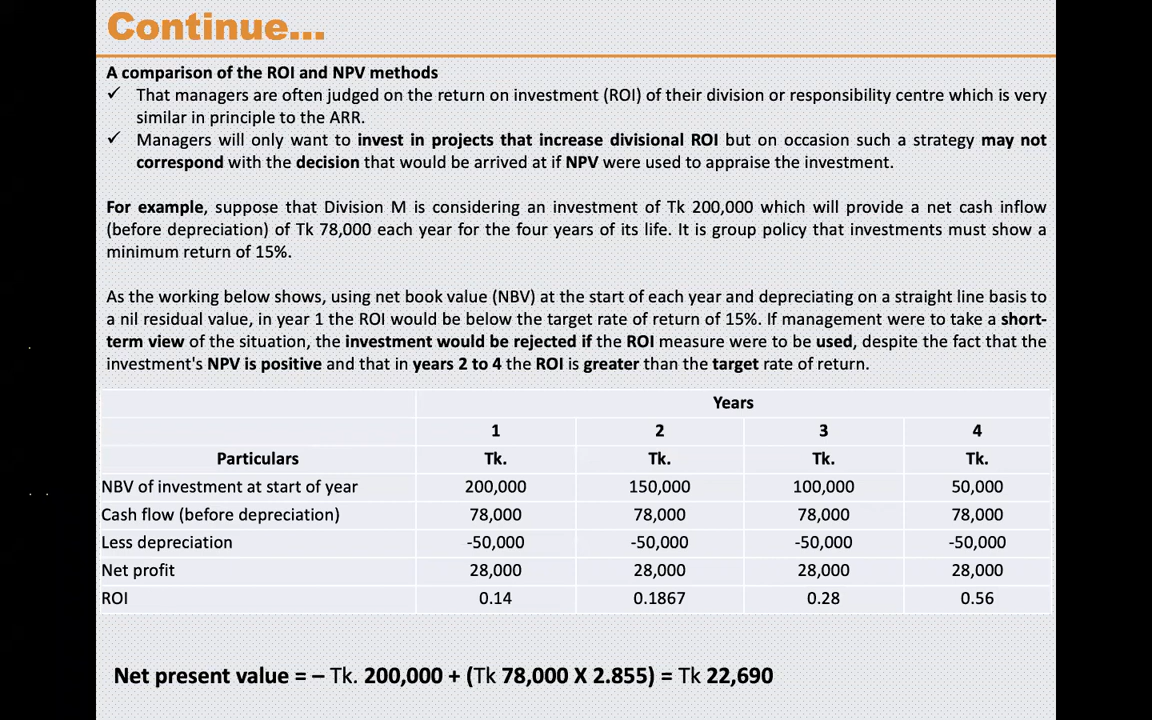 Continue...
A comparison of the ROI and NPV methods
✓ That managers are often judged on the return on investment (ROI) of their division or responsibility centre which is very
similar in principle to the ARR.
✓ Managers will only want to invest in projects that increase divisional ROI but on occasion such a strategy may not
correspond with the decision that would be arrived at if NPV were used to appraise the investment.
For example, suppose that Division M is considering an investment of Tk 200,000 which will provide a net cash inflow
(before depreciation) of Tk 78,000 each year for the four years of its life. It is group policy that investments must show a
minimum return of 15%.
As the working below shows, using net book value (NBV) at the start of each year and depreciating on a straight line basis to
a nil residual value, in year 1 the ROI would be below the target rate of return of 15%. If management were to take a short-
term view of the situation, the investment would be rejected if the ROI measure were to be used, despite the fact that the
investment's NPV is positive and that in years 2 to 4 the ROI is greater than the target rate of return.
Years
1 2 3 4
Particulars Tk. Tk. Tk. Tk.
NBV of investment at start of year 200,000 150,000 100,000 50,000
Cash flow (before depreciation) 78,000 78,000 78,000 78,000
Less depreciation -50,000 -50,000 -50,000 -50,000
Net profit 28,000 28,000 28,000 28,000
ROI 0.14 0.1867 0.28 0.56
Net present value = – Tk. 200,000 + (Tk 78,000 X 2.855) = Tk 22,690